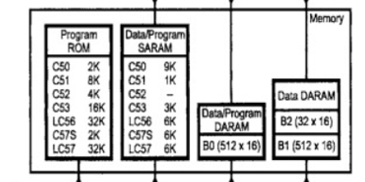 Memory
Program
ROM
C50 2K
C51 8K
C52 4K
C53 16K
LC56 32K
C57S 2K
LC57 32K
Data/Program
SARAM
C50 9K
C51 1K
C52 –
C53 3K
LC56 6K
C57S 6K
LC57 6K
Data/Program
DARAM
B0 (512 x 16)
Data DARAM
B2 (32 x 16)
B1 (512 x 16)